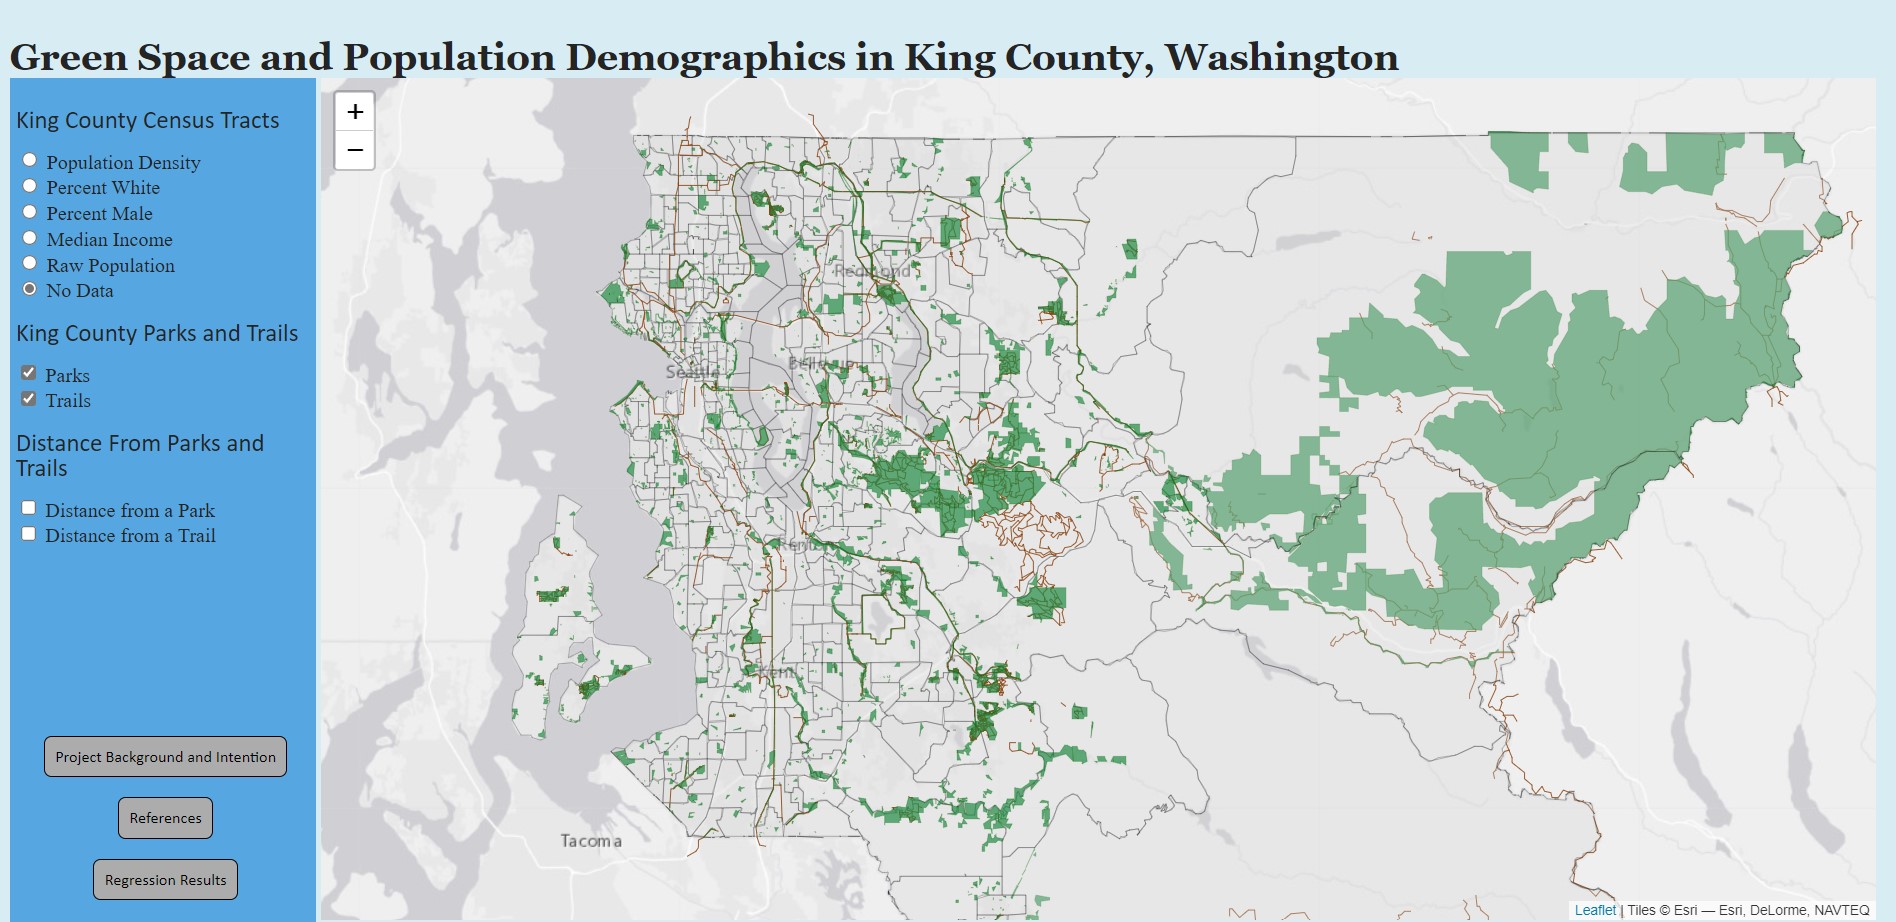 Green Space and Population Demographics in King County, Washington
King County Census Tracts
Population Density
Percent White
Percent Male
Median Income
Raw Population
No Data
King County Parks and Trails
Parks
Trails
Distance From Parks and
Trails
Distance from a Park
Distance from a Trail
Project Background and Intention
References
Regression Results
+
−
Redmond
Bellevue
Seattle
Renton
Kent
Tacoma
Leaflet | Tiles © Esri — Esri, DeLorme, NAVTEQ